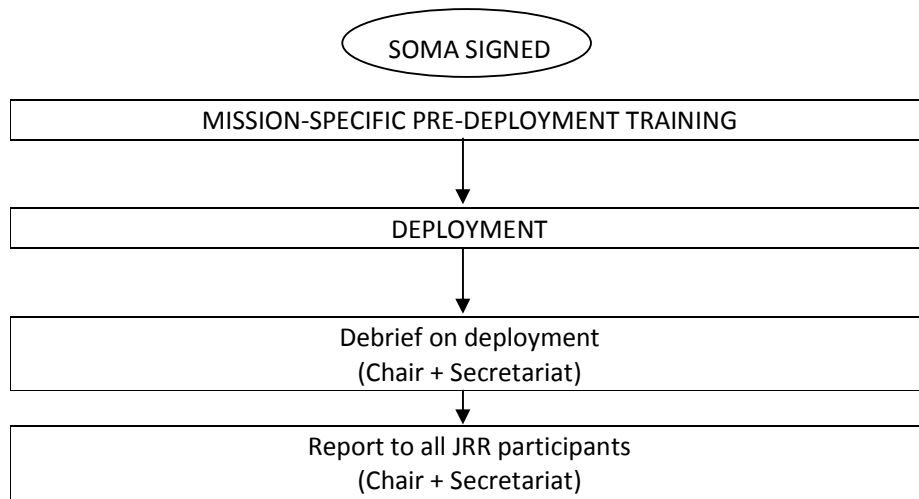 SOMA SIGNED
MISSION-SPECIFIC PRE-DEPLOYMENT TRAINING
DEPLOYMENT
Debrief on deployment
(Chair + Secretariat)
Report to all JRR participants
(Chair + Secretariat)